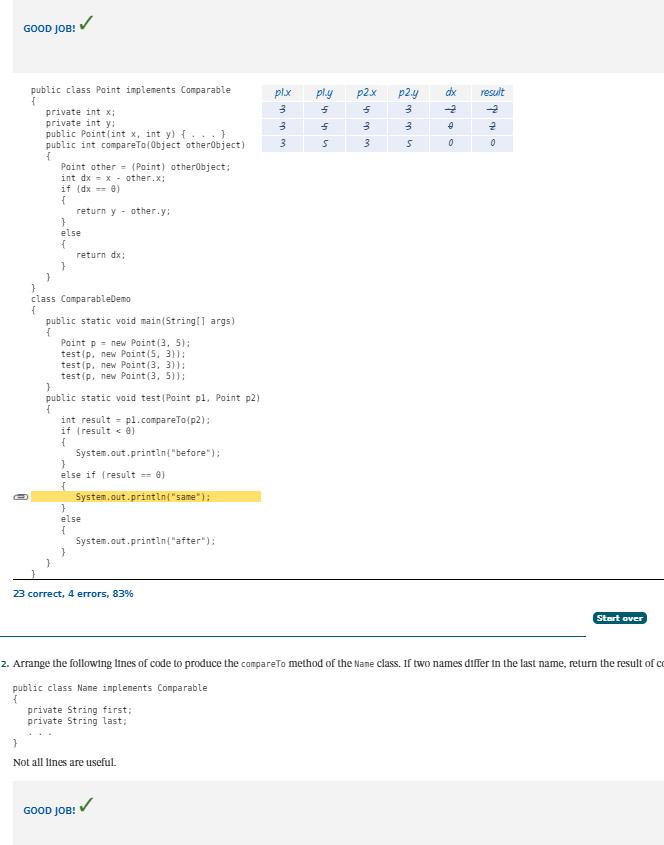 GOOD JOB!
public class Point implements Comparable
{
private int x;
private int y;
public Point(int x, int y) { . . . }
public int compareTo(Object otherObject)
{
Point other = (Point) otherObject;
int dx = x - other.x;
if (dx == 0)
{
return y - other.y;
}
else
{
return dx;
}
}
}
class ComparableDemo
{
public static void main(String[] args)
{
Point p = new Point(3, 5);
test(p, new Point(5, 3));
test(p, new Point(3, 3));
test(p, new Point(3, 5));
}
public static void test(Point p1, Point p2)
{
int result = p1.compareTo(p2);
if (result < 0)
{
System.out.println("before");
}
else if (result == 0)
{
System.out.println("same");
}
else
{
System.out.println("after");
}
}
}
p1.x p1.y p2.x p2.y dx result
3 5 5 3 -2 -2
3 5 3 3 0 2
3 5 3 5 0 0
23 correct, 4 errors, 83%
Start over
2. Arrange the following lines of code to produce the compareTo method of the Name class. If two names differ in the last name, return the result of co
public class Name implements Comparable
{
private String first;
private String last;
. . .
}
Not all lines are useful.
GOOD JOB!